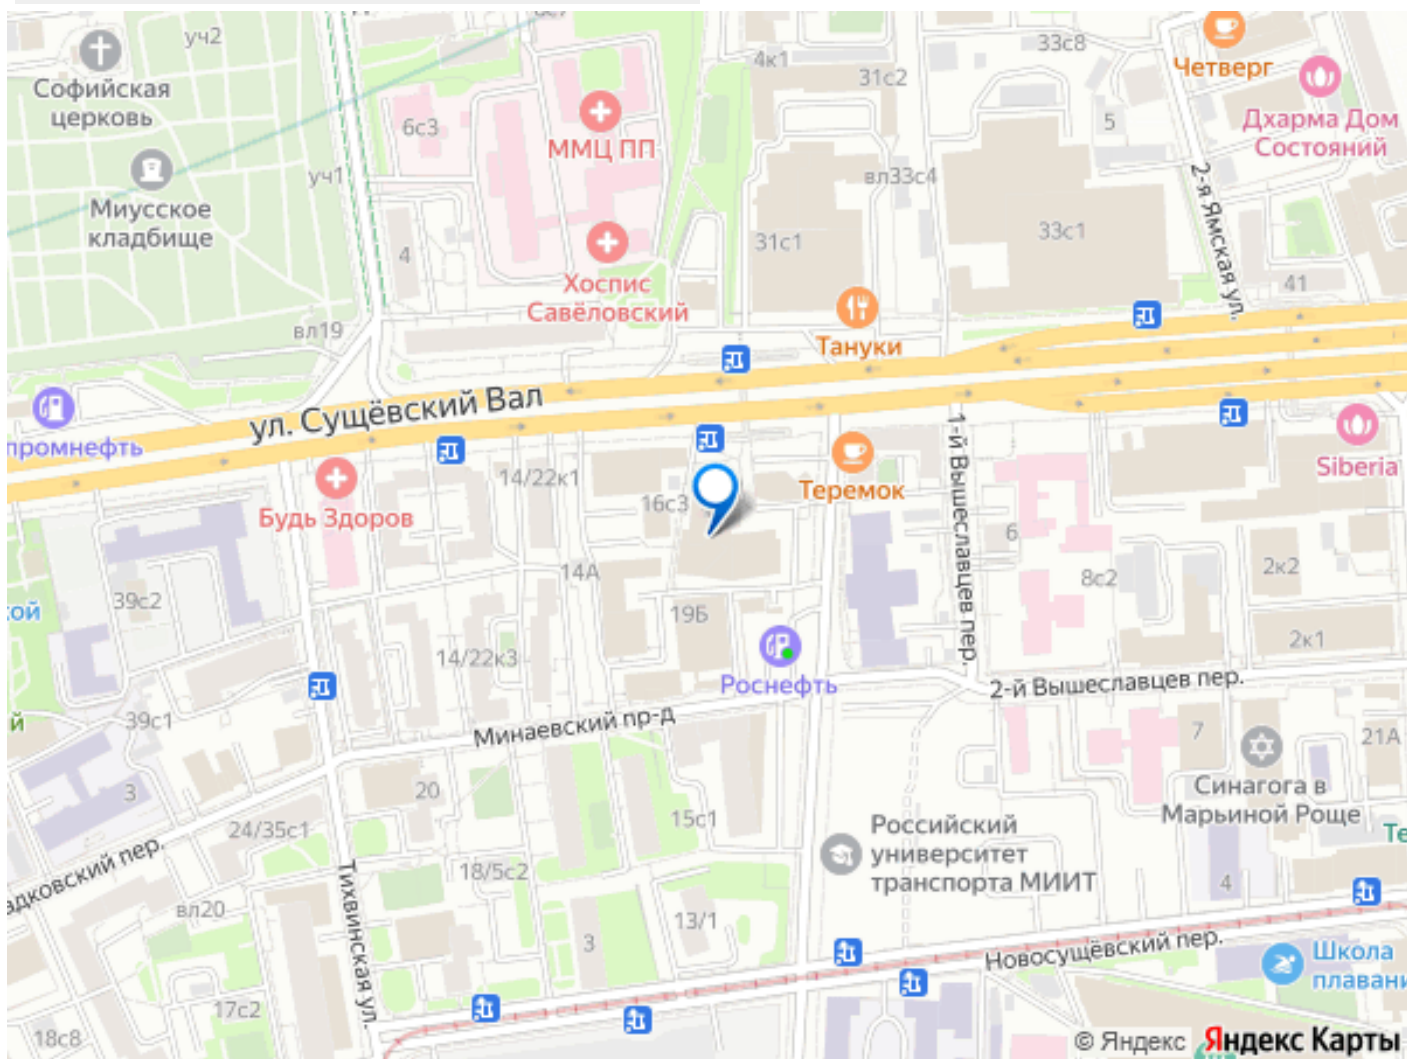 уч2
Софийская
церковь
Миусское
кладбище
уч1
6с3
ММЦ ПП
4
Хоспис
Савёловский
вл19
4к1
31с2
33с8
Четверг
5
Дхарма Дом
Состояний
вл33с4
2-я Ямская ул.
31с1
33с1
41
Тануки
ул. Сущёвский Вал
промнефть
Будь Здоров
14/22к1
16с3
Теремок
1-й Вышеславцев пер.
Siberia
6
8с2
2к2
2к1
14А
39с2
кой
19Б
14/22к3
Роснефть
2-й Вышеславцев пер.
Минаевский пр-д
39с1
й
3
20
24/35с1
15с1
7
21А
Синагога в
Марьиной Роще
Российский
университет
транспорта МИИТ
Те
адковский пер.
вл20
Тихвинская ул.
18/5с2
13/1
3
4
Новосущёвский пер.
Школа
плавани
17с2
18с8
© Яндекс Яндекс Карты